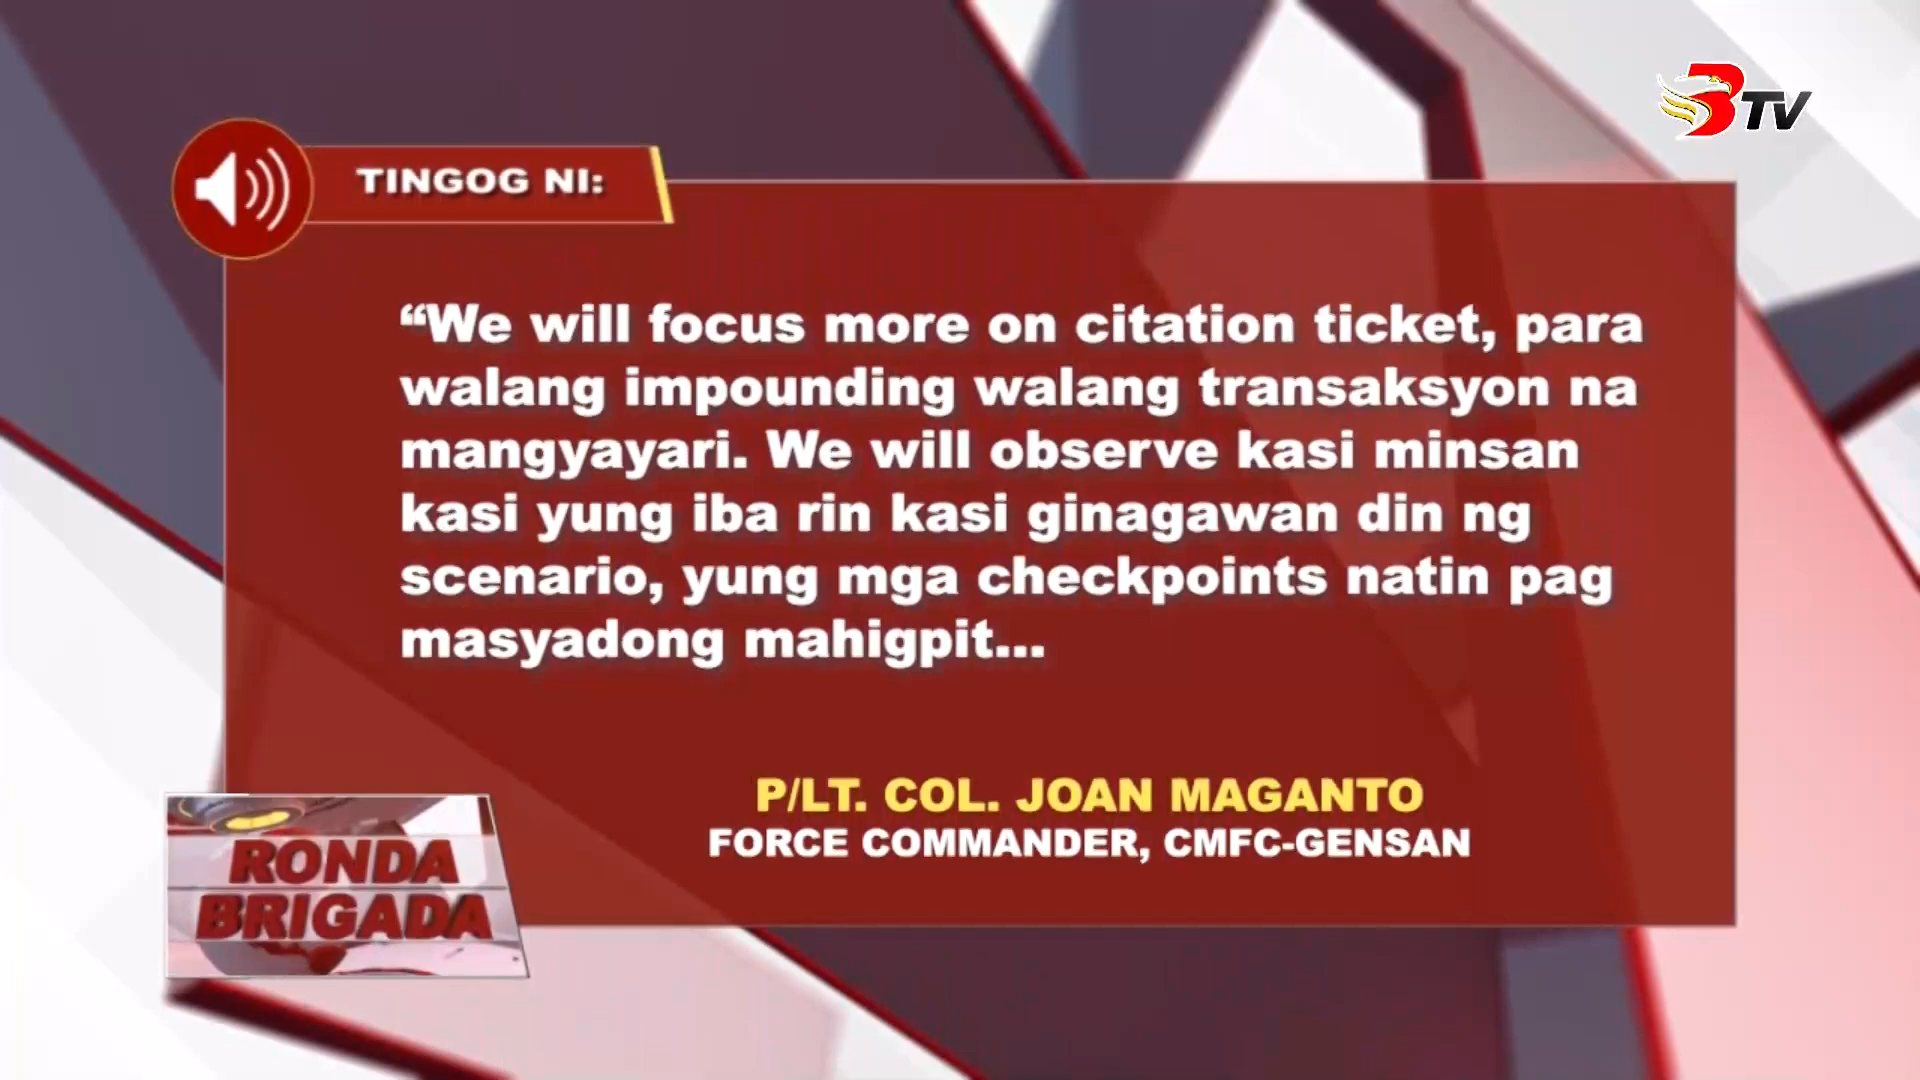 BTV
TINGOG NI:
“We will focus more on citation ticket, para
walang impounding walang transaksyon na
mangyayari. We will observe kasi minsan
kasi yung iba rin kasi ginagawan din ng
scenario, yung mga checkpoints natin pag
masyadong mahigpit...
P/LT. COL. JOAN MAGANTO
FORCE COMMANDER, CMFC-GENSAN
RONDA
BRIGADA